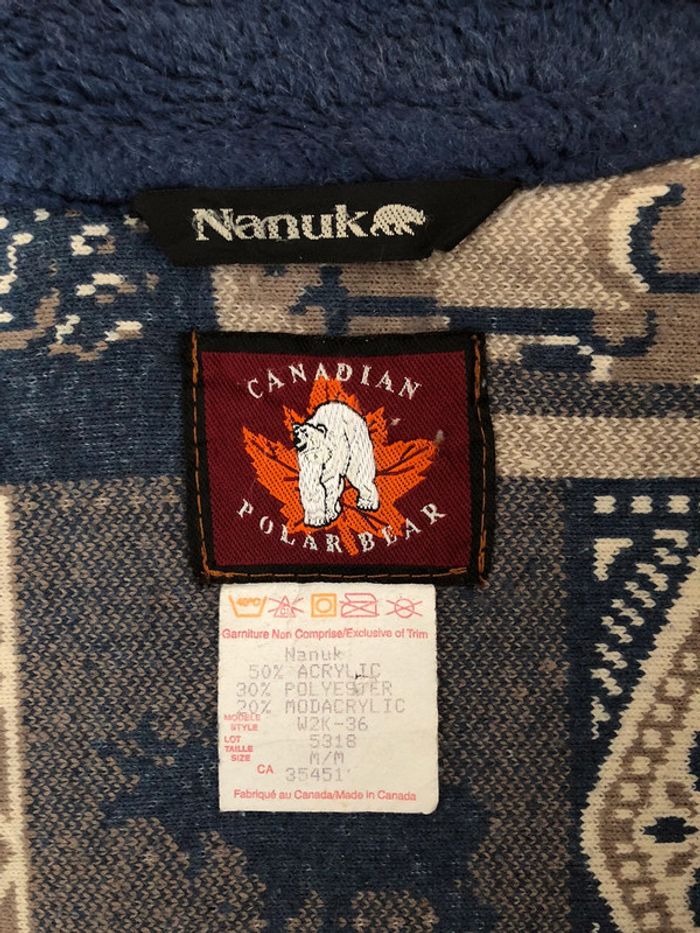 Nanuk
CANADIAN
POLAR BEAR
40°C
Garniture Non Comprise/Exclusive of Trim
Nanuk
50% ACRYLIC
30% POLYESTER
20% MODACRYLIC
MODELE
STYLE W2K-36
LOT 5318
TAILLE
SIZE M/M
CA 35451
Fabriqué au Canada/Made in Canada